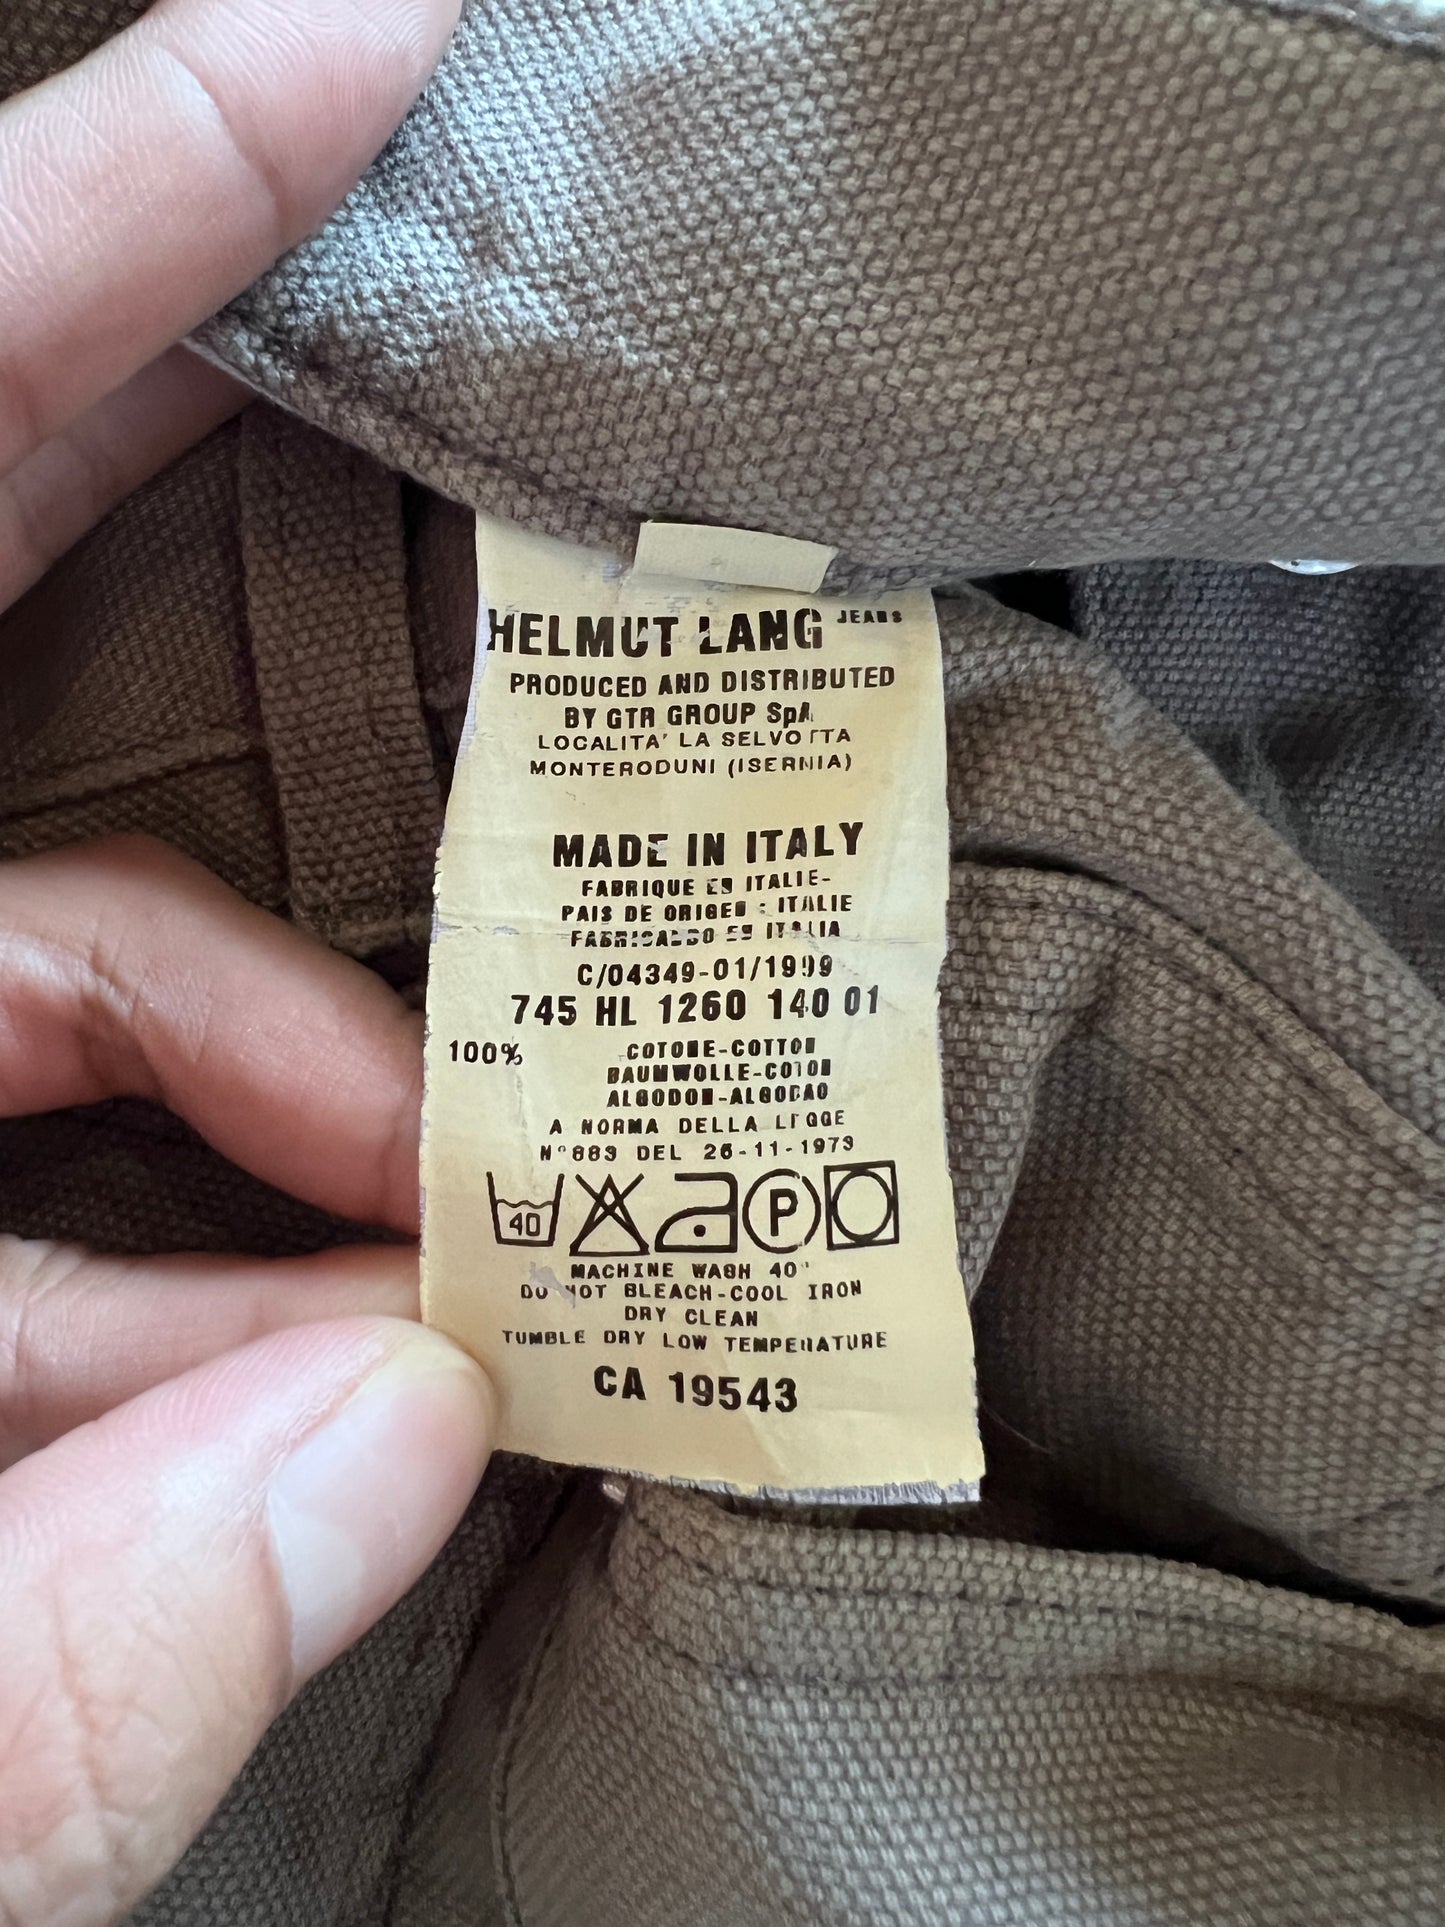 HELMUT LANG JEANS
PRODUCED AND DISTRIBUTED
BY GTR GROUP SpA
LOCALITA' LA SELVOTTA
MONTERODUNI (ISERNIA)
MADE IN ITALY
FABRIQUE EN ITALIE-
PAIS DE ORIGEN : ITALIE
FABRICADO EN ITALIA
C/04349-01/1999
745 HL 1260 140 01
100% COTONE-COTTON
BAUMWOLLE-COTON
ALGODON-ALGODAO
A NORMA DELLA LEGGE
N°883 DEL 26-11-1973
40 P
MACHINE WASH 40°
DO NOT BLEACH-COOL IRON
DRY CLEAN
TUMBLE DRY LOW TEMPERATURE
CA 19543